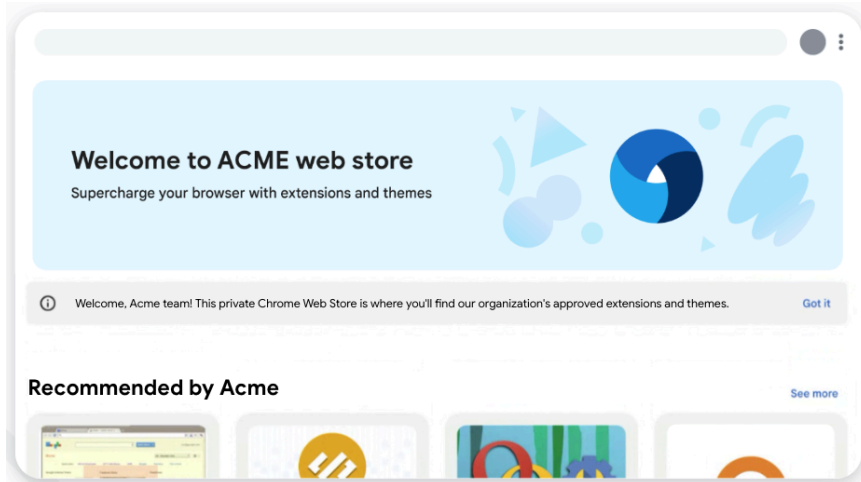 Welcome to ACME web store
Supercharge your browser with extensions and themes
Welcome, Acme team! This private Chrome Web Store is where you'll find our organization's approved extensions and themes.
Got it
Recommended by Acme
See more